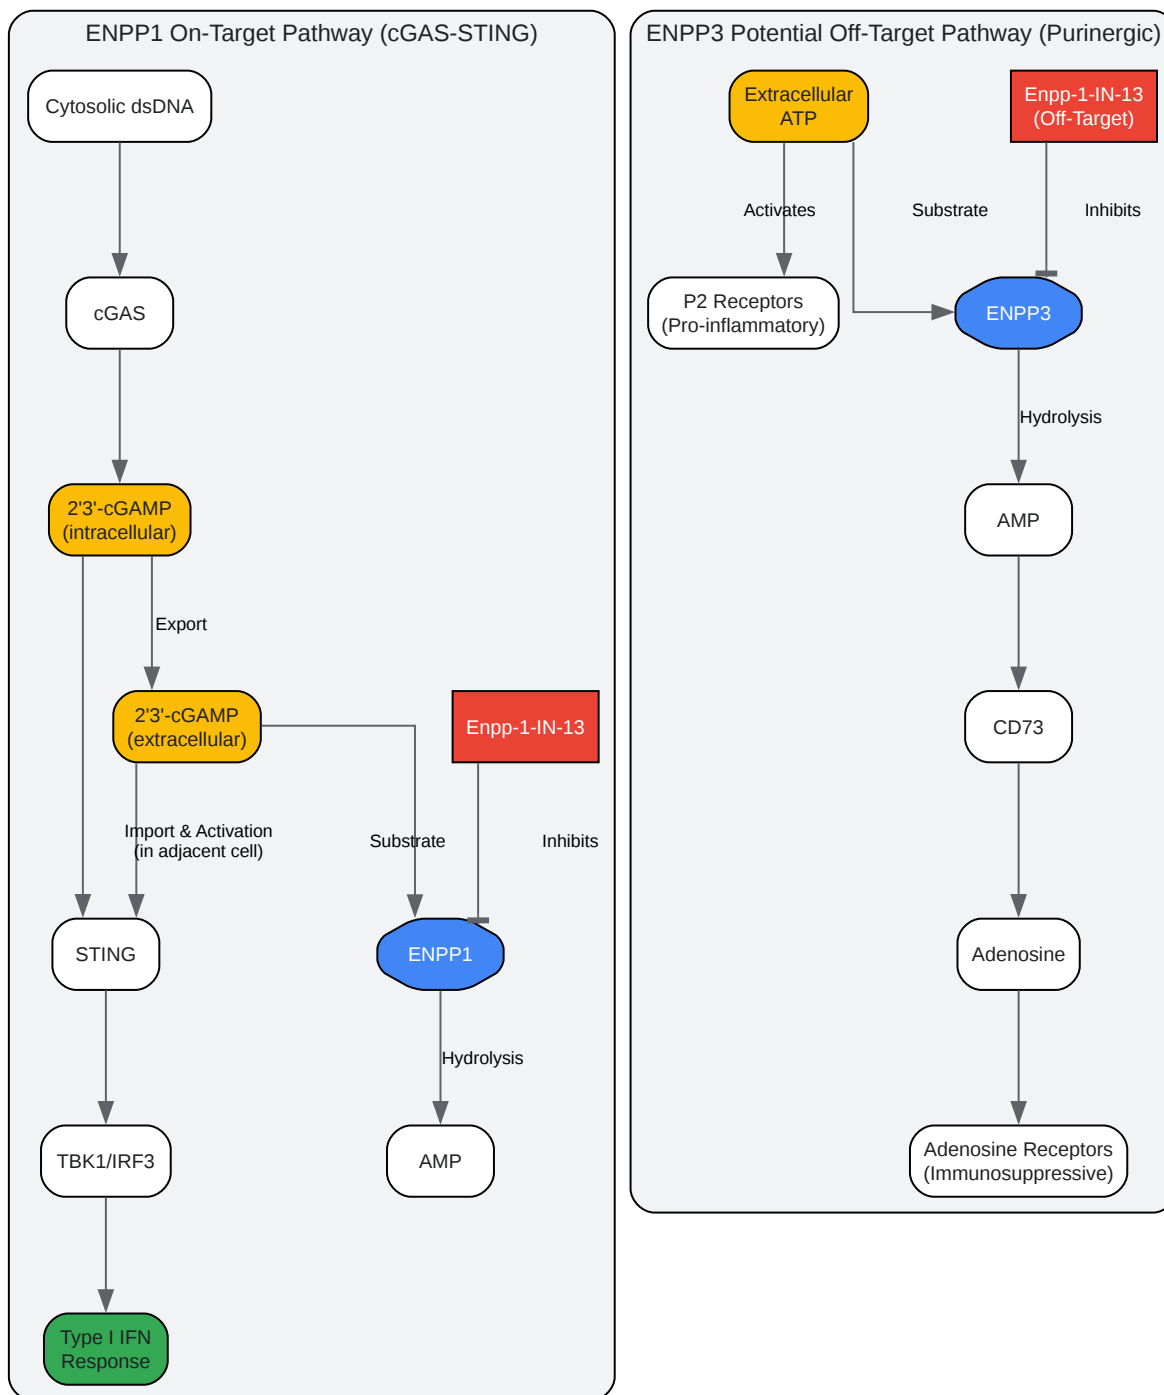 ENPP1 On-Target Pathway (cGAS-STING)
Cytosolic dsDNA
cGAS
2'3'-cGAMP
(intracellular)
Export
2'3'-cGAMP
(extracellular)
Enpp-1-IN-13
Import & Activation
(in adjacent cell)
Substrate
Inhibits
STING
ENPP1
Hydrolysis
TBK1/IRF3
AMP
Type I IFN
Response
ENPP3 Potential Off-Target Pathway (Purinergic)
Extracellular
ATP
Enpp-1-IN-13
(Off-Target)
Activates
Substrate
Inhibits
P2 Receptors
(Pro-inflammatory)
ENPP3
Hydrolysis
AMP
CD73
Adenosine
Adenosine Receptors
(Immunosuppressive)